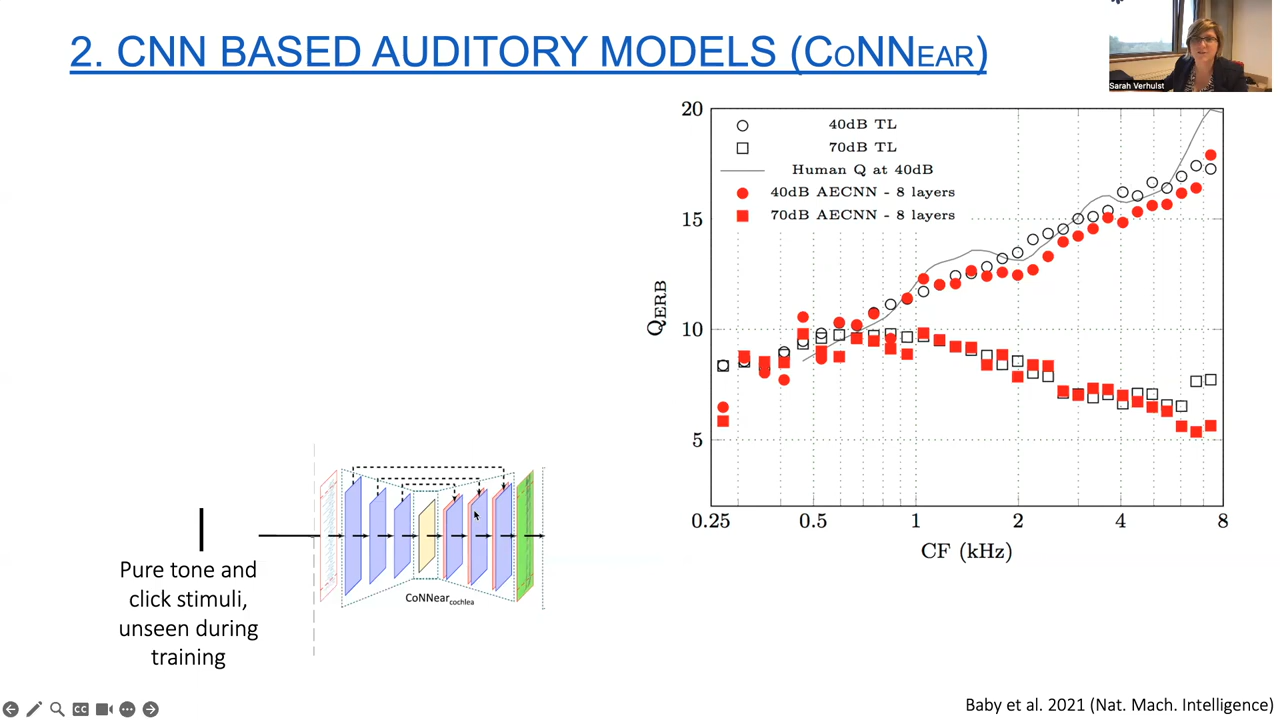 2. CNN BASED AUDITORY MODELS (CoNNear)
Sarah Verhulst
20
15
10
5
QERB
40dB TL
70dB TL
Human Q at 40dB
40dB AECNN - 8 layers
70dB AECNN - 8 layers
0.25
0.5
1
2
4
8
CF (kHz)
Pure tone and
click stimuli,
unseen during
training
CoNNearcochlea
CC
Baby et al. 2021 (Nat. Mach. Intelligence)